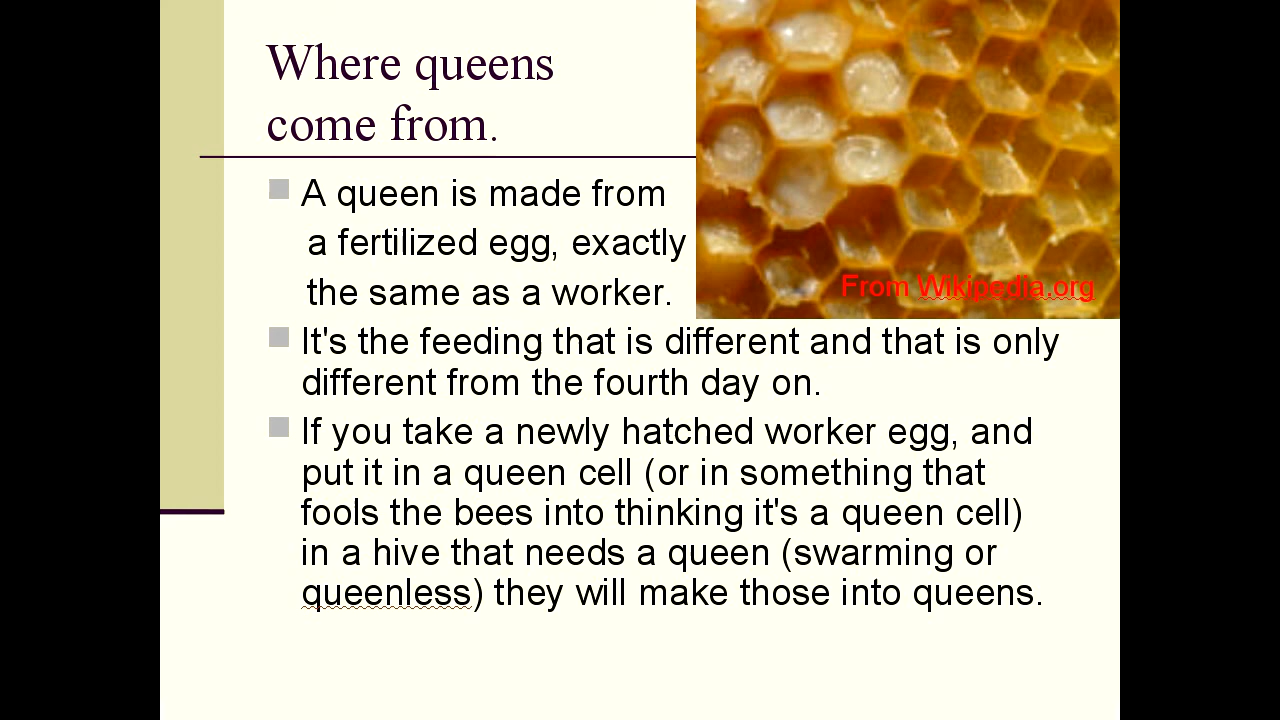 Where queens
come from.
A queen is made from
a fertilized egg, exactly
the same as a worker.
From Wikipedia.org
It's the feeding that is different and that is only
different from the fourth day on.
If you take a newly hatched worker egg, and
put it in a queen cell (or in something that
fools the bees into thinking it's a queen cell)
in a hive that needs a queen (swarming or
queenless) they will make those into queens.